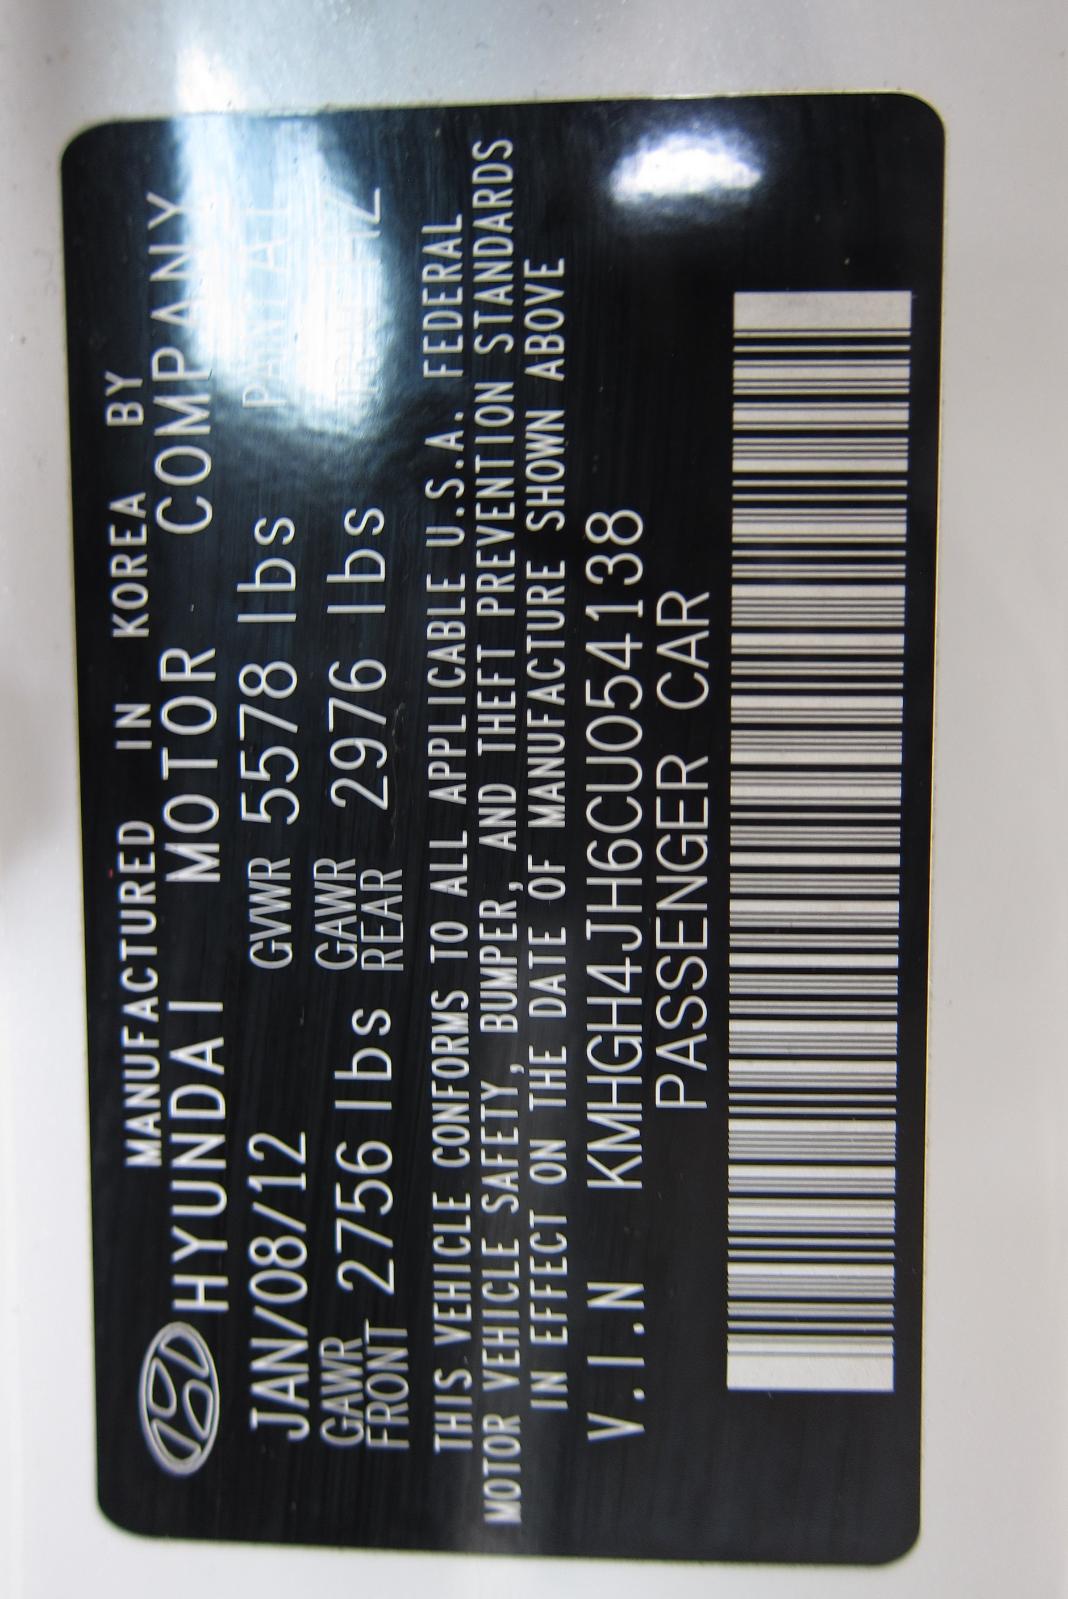 MANUFACTURED IN KOREA BY
HYUNDAI MOTOR COMPANY
JAN/08/12 GVWR 5578 lbs
GAWR FRONT 2756 lbs GAWR REAR 2976 lbs
THIS VEHICLE CONFORMS TO ALL APPLICABLE U.S.A. FEDERAL
MOTOR VEHICLE SAFETY, BUMPER, AND THEFT PREVENTION STANDARDS
IN EFFECT ON THE DATE OF MANUFACTURE SHOWN ABOVE
V.I.N KMHGH4JH6CU054138
PASSENGER CAR